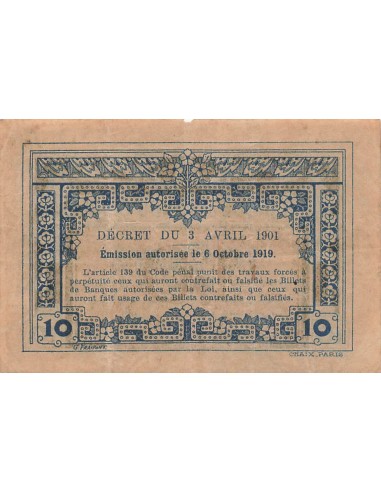 DÉCRET DU 3 AVRIL 1901
Émission autorisée le 6 Octobre 1919.
L'article 139 du Code pénal punit des travaux forcés à
perpétuité ceux qui auront contrefait ou falsifié les Billets
de Banques autorisées par la Loi, ainsi que ceux qui
auront fait usage de ces Billets contrefaits ou falsifiés.
10 10
CHAIX, PARIS